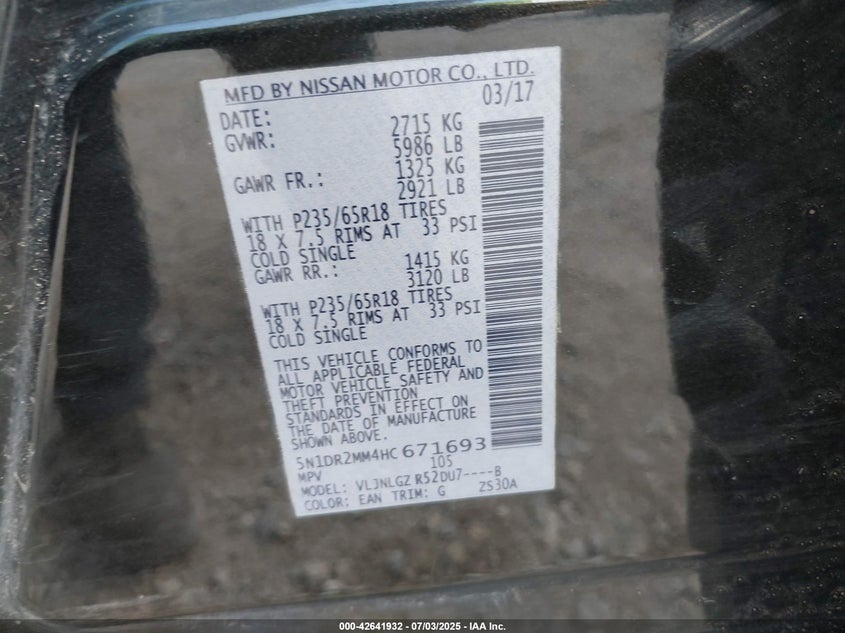 MFD BY NISSAN MOTOR CO., LTD.
DATE: 03/17
GVWR: 2715 KG
5986 LB
GAWR FR.: 1325 KG
2921 LB
WITH P235/65R18 TIRES
18 X 7.5 RIMS AT 33 PSI
COLD SINGLE
GAWR RR.: 1415 KG
3120 LB
WITH P235/65R18 TIRES
18 X 7.5 RIMS AT 33 PSI
COLD SINGLE
THIS VEHICLE CONFORMS TO
ALL APPLICABLE FEDERAL
MOTOR VEHICLE SAFETY AND
THEFT PREVENTION
STANDARDS IN EFFECT ON
THE DATE OF MANUFACTURE
SHOWN ABOVE.
5N1DR2MM4HC671693
MPV 105
MODEL: VLJNLGZ R52DU7----B
COLOR: EAN TRIM: G ZS30A
000-42641932 - 07/03/2025 - IAA Inc.